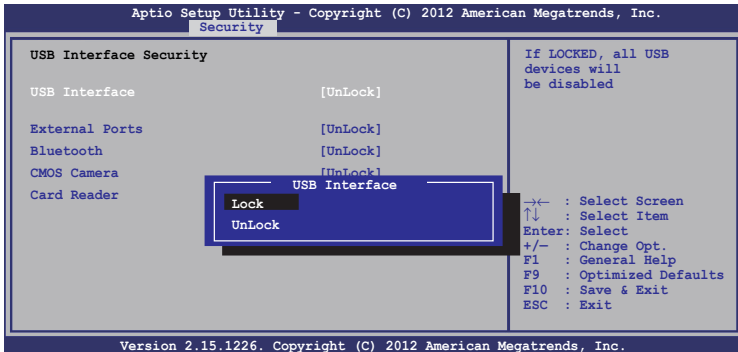 Aptio Setup Utility - Copyright (C) 2012 American Megatrends, Inc.
Security
USB Interface Security
USB Interface [UnLock]
External Ports [UnLock]
Bluetooth [UnLock]
CMOS Camera [UnLock]
Card Reader
USB Interface
Lock
UnLock
If LOCKED, all USB
devices will
be disabled
→← : Select Screen
↑↓ : Select Item
Enter: Select
+/— : Change Opt.
F1 : General Help
F9 : Optimized Defaults
F10 : Save & Exit
ESC : Exit
Version 2.15.1226. Copyright (C) 2012 American Megatrends, Inc.